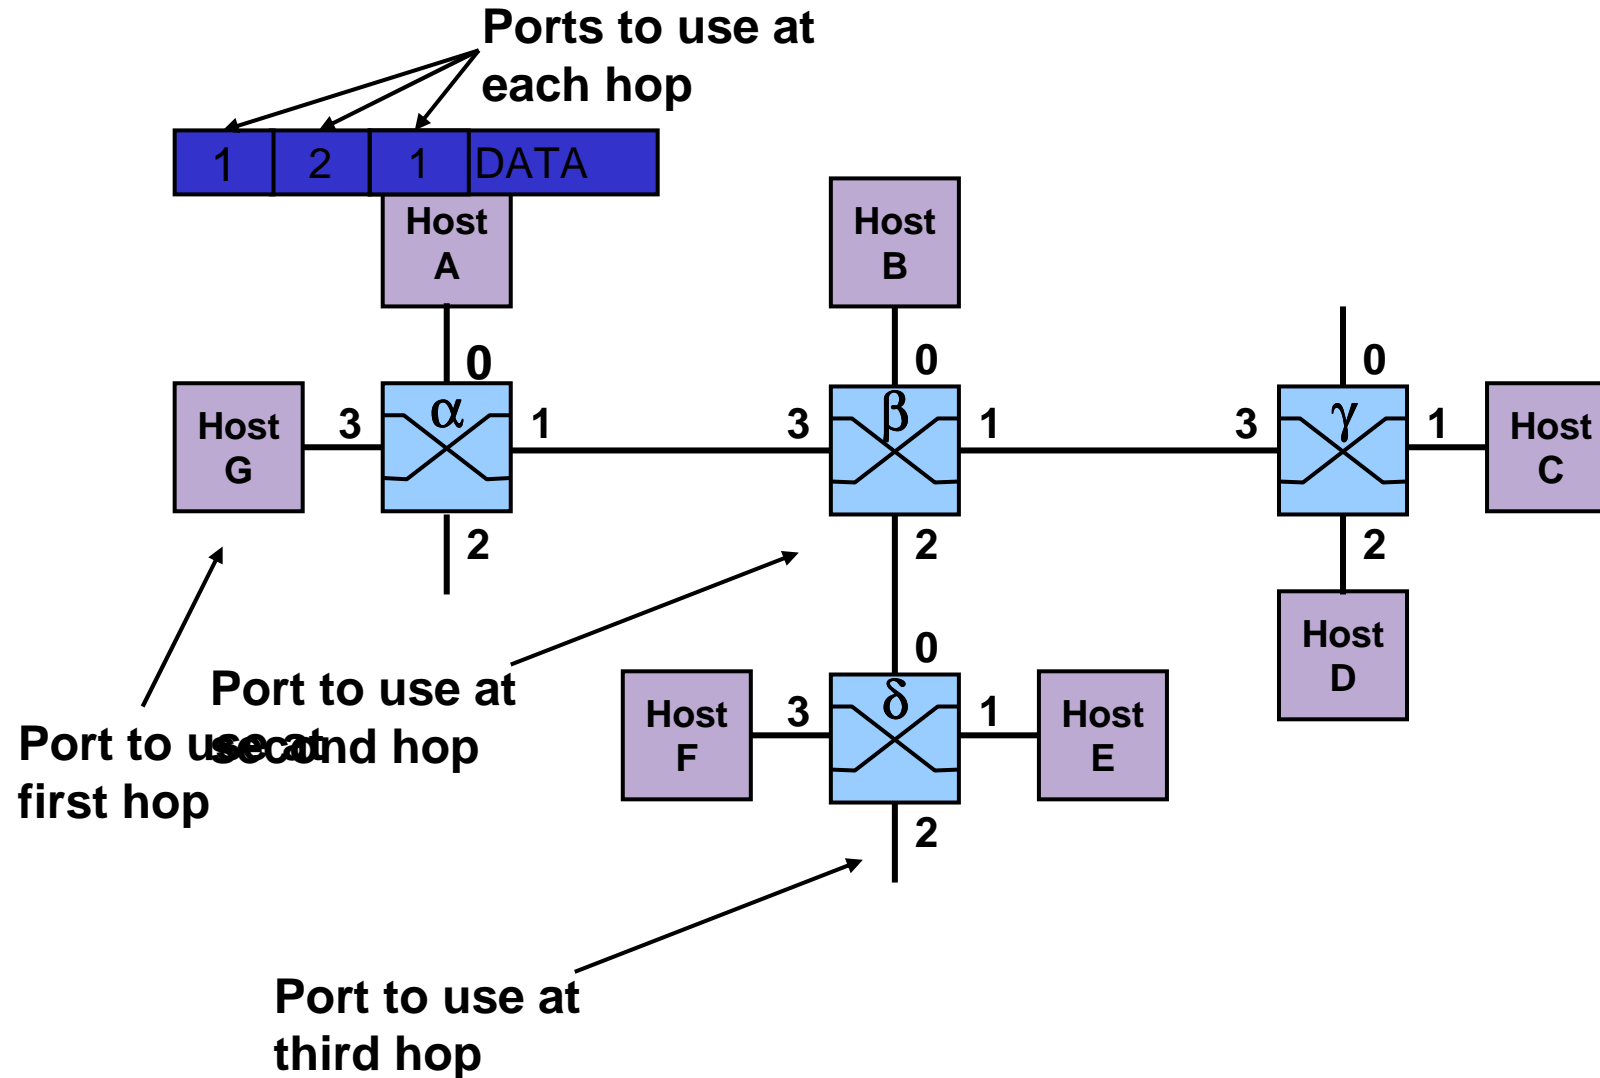 Ports to use at
each hop
1 2 1 DATA
Host
A
Host
B
0
0
0
Host
G
3
α
1
3
β
1
3
γ
1
Host
C
2
2
2
Host
D
0
Host
F
3
δ
1
Host
E
2
Port to use at
second hop
Port to use at
first hop
Port to use at
third hop